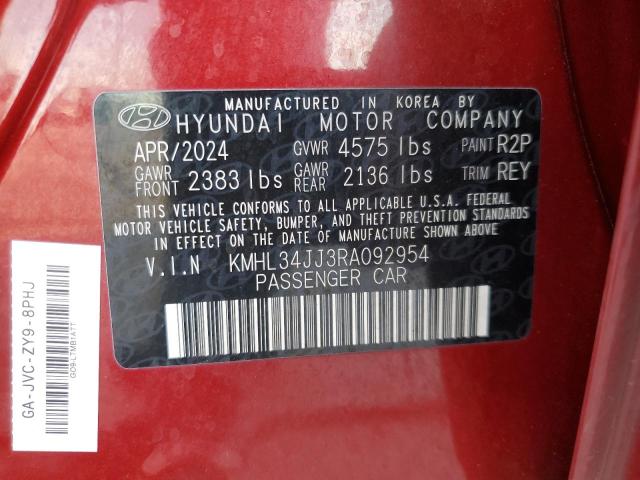 MANUFACTURED IN KOREA BY
HYUNDAI MOTOR COMPANY
APR/2024 GVWR 4575 lbs PAINT R2P
GAWR FRONT 2383 lbs GAWR REAR 2136 lbs TRIM REY
THIS VEHICLE CONFORMS TO ALL APPLICABLE U.S.A. FEDERAL
MOTOR VEHICLE SAFETY, BUMPER, AND THEFT PREVENTION STANDARDS
IN EFFECT ON THE DATE OF MANUFACTURE SHOWN ABOVE
V.I.N KMHL34JJ3RA092954
PASSENGER CAR
GA-JVC-ZY9-8PHJ
GO9-LTMB1ATT